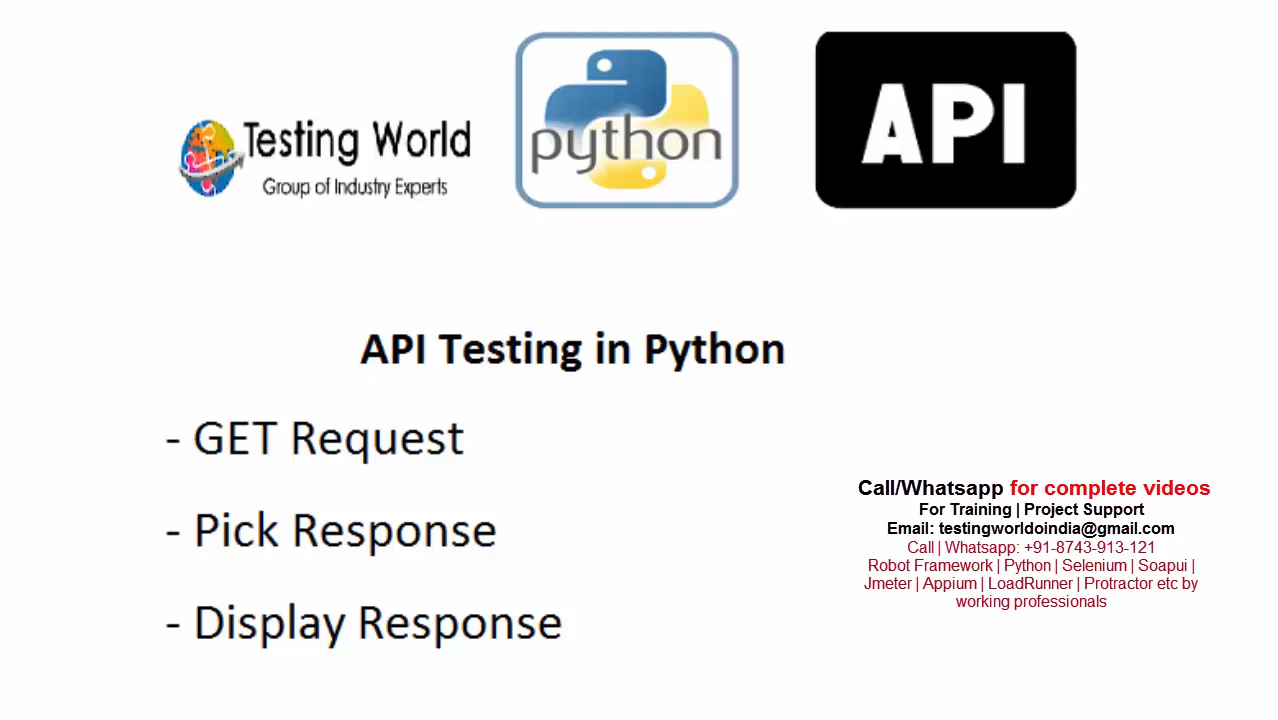 Testing World
Group of Industry Experts
python
API
API Testing in Python
- GET Request
- Pick Response
- Display Response
Call/Whatsapp for complete videos
For Training | Project Support
Email: testingworldoindia@gmail.com
Call | Whatsapp: +91-8743-913-121
Robot Framework | Python | Selenium | Soapui |
Jmeter | Appium | LoadRunner | Protractor etc by
working professionals